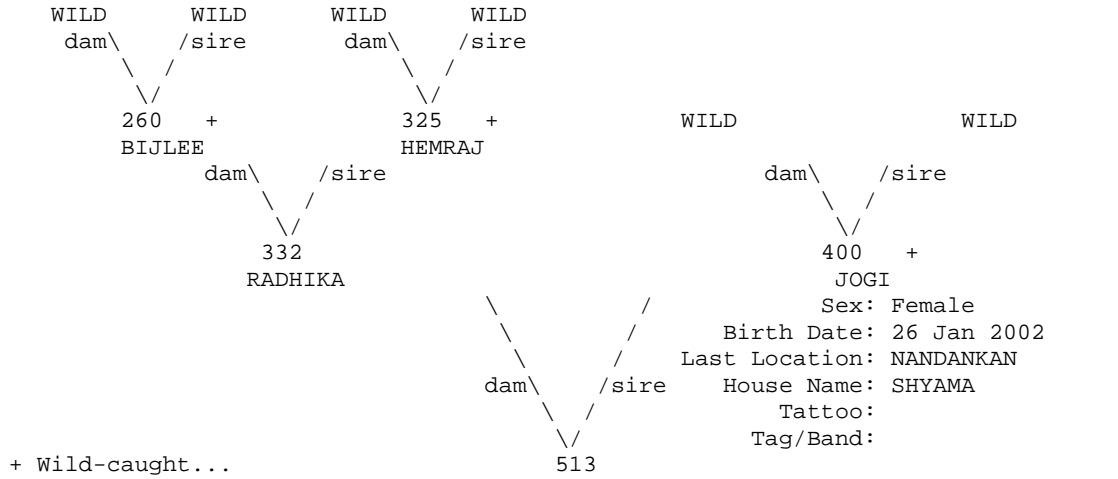 WILD WILD WILD WILD
dam\ /sire dam\ /sire
\ / \ /
\/ \/
260 + 325 + WILD WILD
BIJLEE HEMRAJ
dam\ /sire dam\ /sire
\ / \ /
\/ \/
332 400 +
RADHIKA JOGI
\ / Sex: Female
\ / Birth Date: 26 Jan 2002
\ / Last Location: NANDANKAN
dam\ /sire House Name: SHYAMA
\ / Tattoo:
\/ Tag/Band:
+ Wild-caught... 513